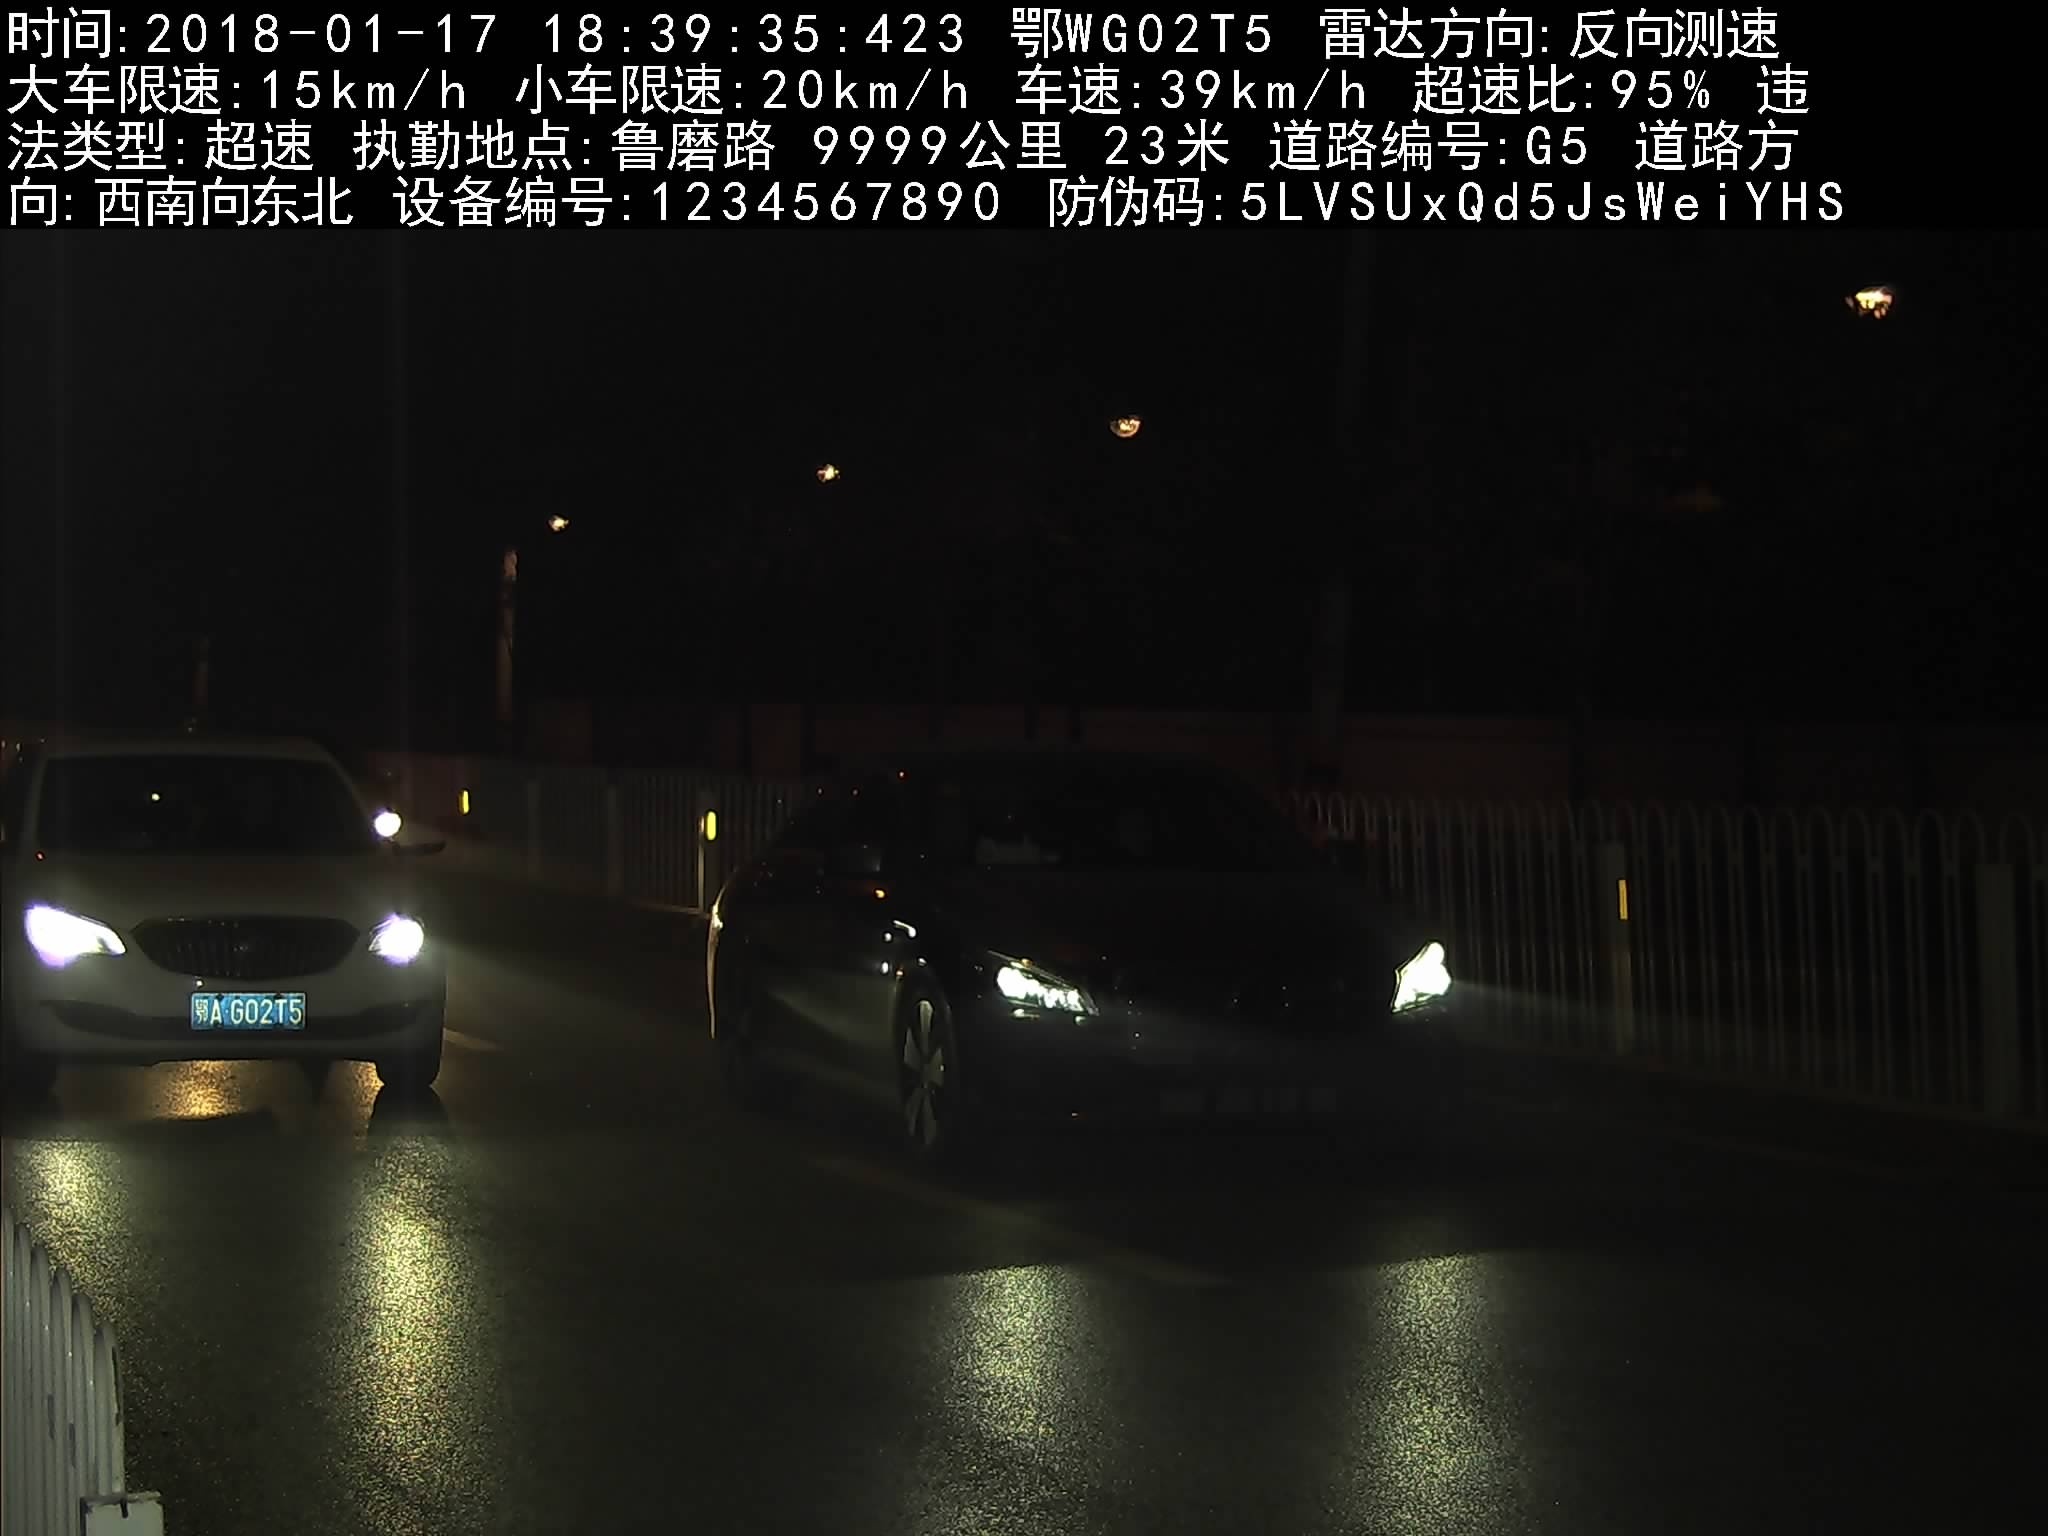 时间:2018-01-17 18:39:35:423 鄂WG02T5 雷达方向:反向测速
大车限速:15km/h 小车限速:20km/h 车速:39km/h 超速比:95% 违
法类型:超速 执勤地点:鲁磨路 9999公里 23米 道路编号:G5 道路方
向:西南向东北 设备编号:1234567890 防伪码:5LVSUxQd5JsWeiYHS
鄂A·G02T5